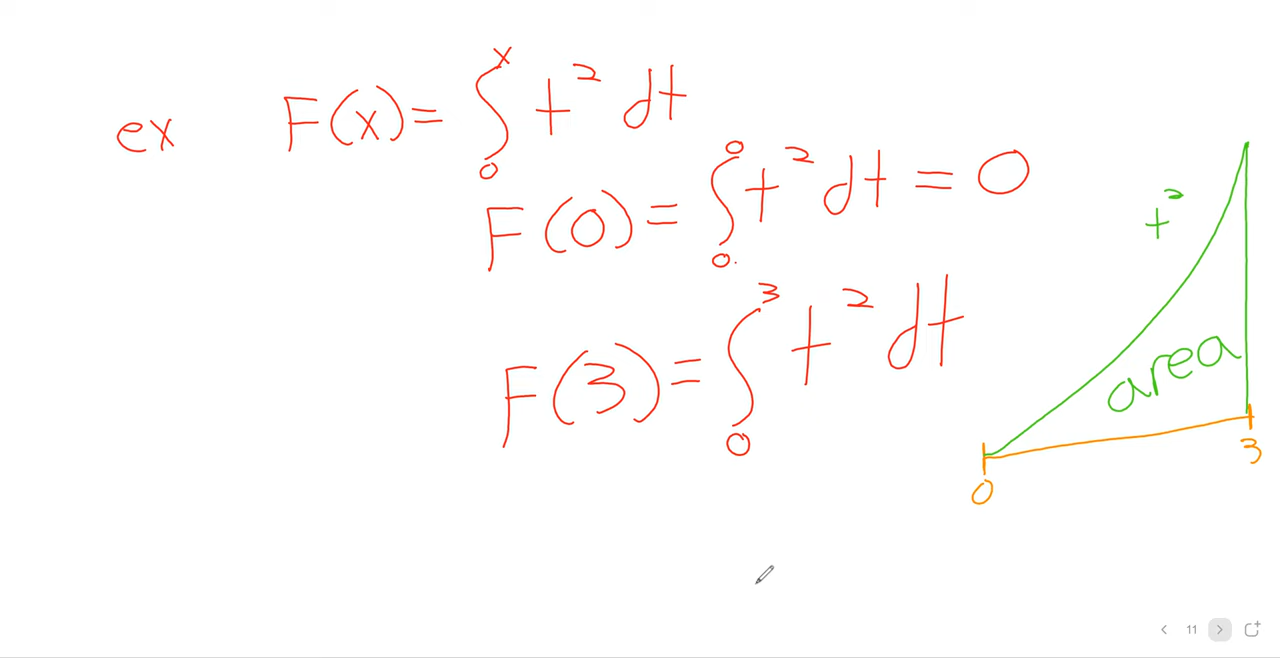 ex F(x) = ∫₀ˣ t² dt
F(0) = ∫₀⁰ t² dt = 0
t²
F(3) = ∫₀³ t² dt
area
0 3
11